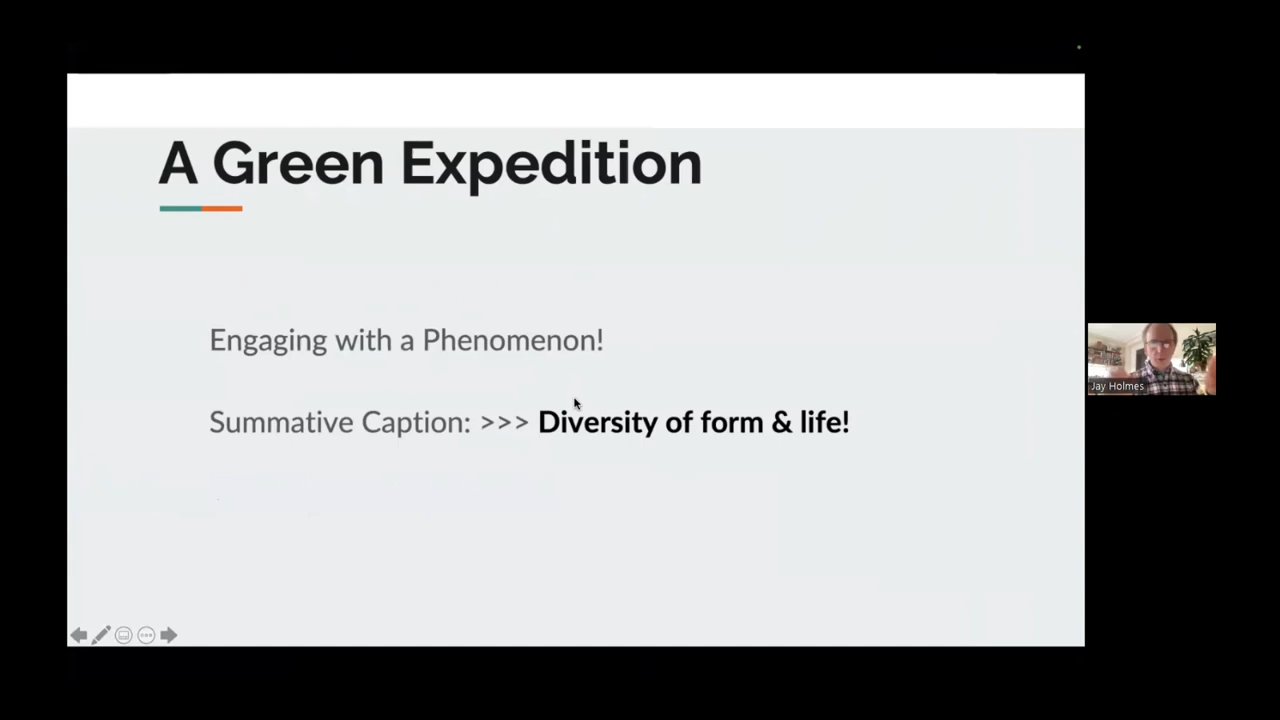 A Green Expedition
Engaging with a Phenomenon!
Summative Caption: >>> Diversity of form & life!
Jay Holmes